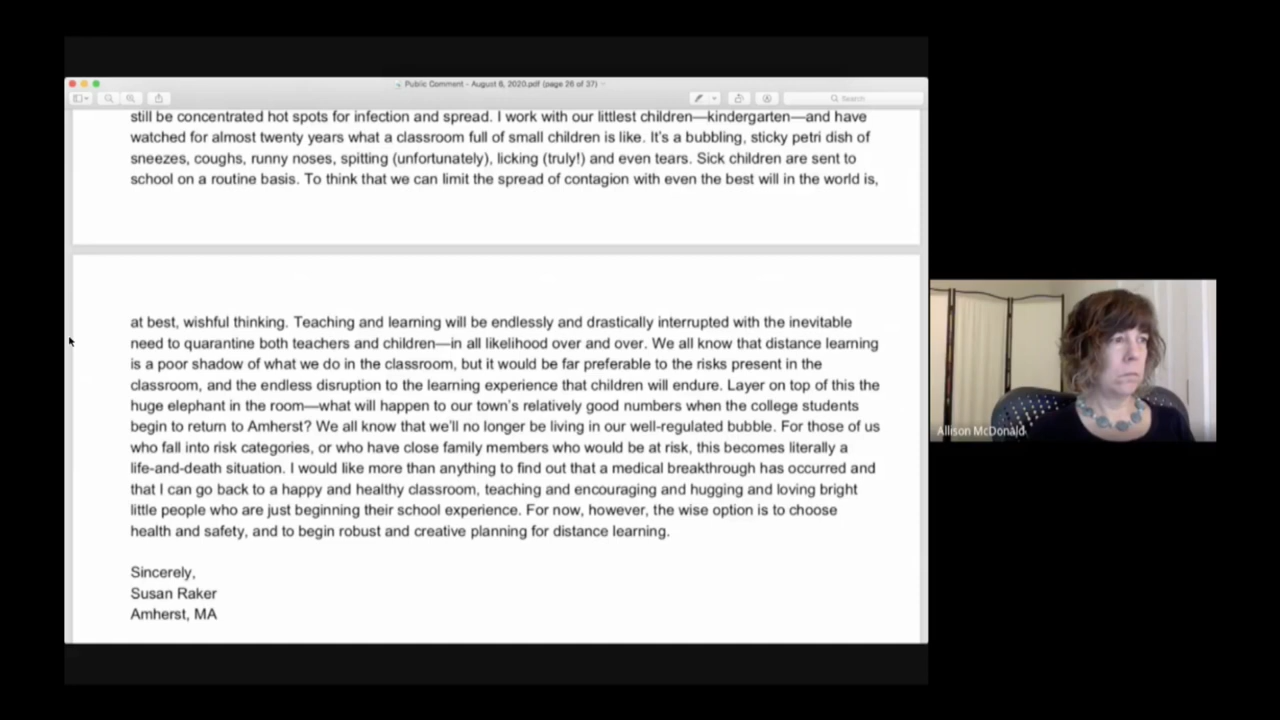 Public Comment - August 6, 2020.pdf (page 26 of 37)
Search
still be concentrated hot spots for infection and spread. I work with our littlest children—kindergarten—and have
watched for almost twenty years what a classroom full of small children is like. It's a bubbling, sticky petri dish of
sneezes, coughs, runny noses, spitting (unfortunately), licking (truly!) and even tears. Sick children are sent to
school on a routine basis. To think that we can limit the spread of contagion with even the best will in the world is,
at best, wishful thinking. Teaching and learning will be endlessly and drastically interrupted with the inevitable
need to quarantine both teachers and children—in all likelihood over and over. We all know that distance learning
is a poor shadow of what we do in the classroom, but it would be far preferable to the risks present in the
classroom, and the endless disruption to the learning experience that children will endure. Layer on top of this the
huge elephant in the room—what will happen to our town's relatively good numbers when the college students
begin to return to Amherst? We all know that we'll no longer be living in our well-regulated bubble. For those of us
who fall into risk categories, or who have close family members who would be at risk, this becomes literally a
life-and-death situation. I would like more than anything to find out that a medical breakthrough has occurred and
that I can go back to a happy and healthy classroom, teaching and encouraging and hugging and loving bright
little people who are just beginning their school experience. For now, however, the wise option is to choose
health and safety, and to begin robust and creative planning for distance learning.
Sincerely,
Susan Raker
Amherst, MA
Allison McDonald